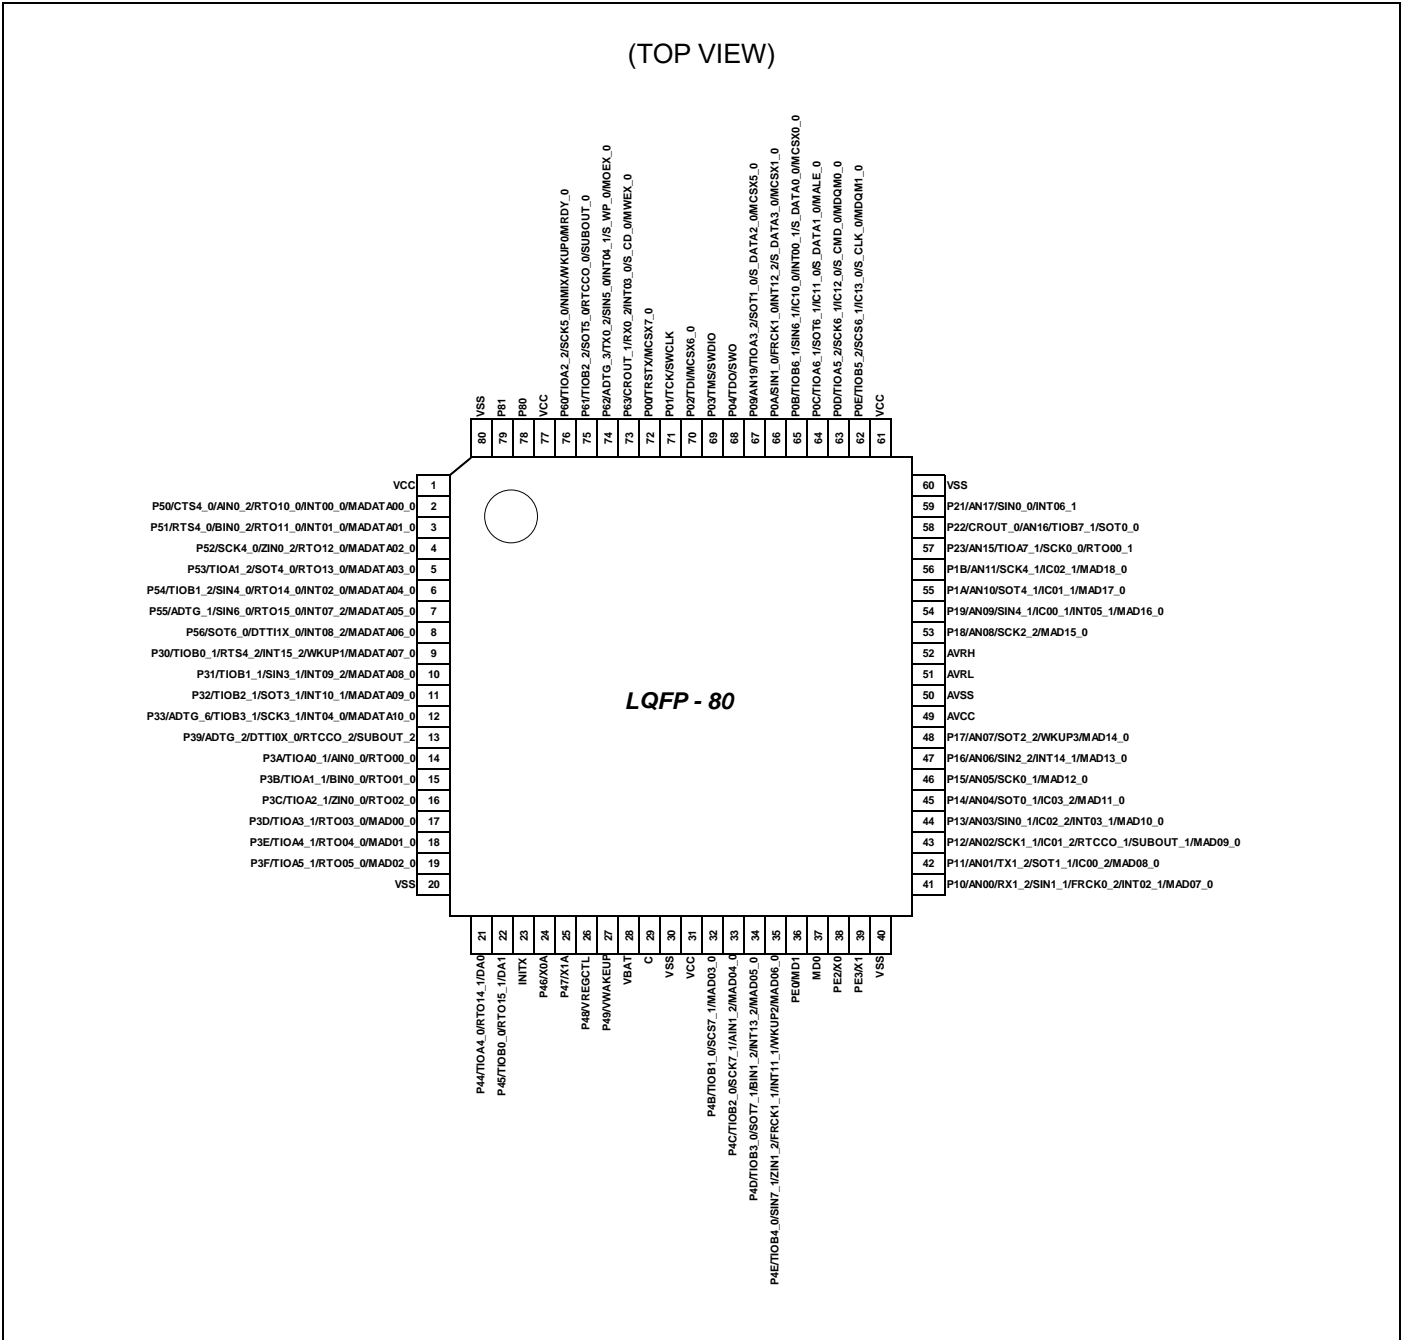 (TOP VIEW)
80 VSS
79 P81
78 P80
77 VCC
76 P60/TIOA2_2/SCK5_0/NMIX/WKUP0/MRDY_0
75 P61/TIOB2_2/SOT5_0/RTCCO_0/SUBOUT_0
74 P62/ADTG_3/TX0_2/SIN5_0/INT04_1/S_WP_0/MOEX_0
73 P63/CROUT_1/RX0_2/INT03_0/S_CD_0/MWEX_0
72 P00/TRSTX/MCSX7_0
71 P01/TCK/SWCLK
70 P02/TDI/MCSX6_0
69 P03/TMS/SWDIO
68 P04/TDO/SWO
67 P09/AN19/TIOA3_2/SOT1_0/S_DATA2_0/MCSX5_0
66 P0A/SIN1_0/FRCK1_0/INT12_2/S_DATA3_0/MCSX1_0
65 P0B/TIOB6_1/SIN6_1/IC10_0/INT00_1/S_DATA0_0/MCSX0_0
64 P0C/TIOA6_1/SOT6_1/IC11_0/S_DATA1_0/MALE_0
63 P0D/TIOA5_2/SCK6_1/IC12_0/S_CMD_0/MDQM0_0
62 P0E/TIOB5_2/SCS6_1/IC13_0/S_CLK_0/MDQM1_0
61 VCC
VCC 1
P50/CTS4_0/AIN0_2/RTO10_0/INT00_0/MADATA00_0 2
P51/RTS4_0/BIN0_2/RTO11_0/INT01_0/MADATA01_0 3
P52/SCK4_0/ZIN0_2/RTO12_0/MADATA02_0 4
P53/TIOA1_2/SOT4_0/RTO13_0/MADATA03_0 5
P54/TIOB1_2/SIN4_0/RTO14_0/INT02_0/MADATA04_0 6
P55/ADTG_1/SIN6_0/RTO15_0/INT07_2/MADATA05_0 7
P56/SOT6_0/DTTI1X_0/INT08_2/MADATA06_0 8
P30/TIOB0_1/RTS4_2/INT15_2/WKUP1/MADATA07_0 9
P31/TIOB1_1/SIN3_1/INT09_2/MADATA08_0 10
P32/TIOB2_1/SOT3_1/INT10_1/MADATA09_0 11
P33/ADTG_6/TIOB3_1/SCK3_1/INT04_0/MADATA10_0 12
P39/ADTG_2/DTTI0X_0/RTCCO_2/SUBOUT_2 13
P3A/TIOA0_1/AIN0_0/RTO00_0 14
P3B/TIOA1_1/BIN0_0/RTO01_0 15
P3C/TIOA2_1/ZIN0_0/RTO02_0 16
P3D/TIOA3_1/RTO03_0/MAD00_0 17
P3E/TIOA4_1/RTO04_0/MAD01_0 18
P3F/TIOA5_1/RTO05_0/MAD02_0 19
VSS 20
LQFP - 80
60 VSS
59 P21/AN17/SIN0_0/INT06_1
58 P22/CROUT_0/AN16/TIOB7_1/SOT0_0
57 P23/AN15/TIOA7_1/SCK0_0/RTO00_1
56 P1B/AN11/SCK4_1/IC02_1/MAD18_0
55 P1A/AN10/SOT4_1/IC01_1/MAD17_0
54 P19/AN09/SIN4_1/IC00_1/INT05_1/MAD16_0
53 P18/AN08/SCK2_2/MAD15_0
52 AVRH
51 AVRL
50 AVSS
49 AVCC
48 P17/AN07/SOT2_2/WKUP3/MAD14_0
47 P16/AN06/SIN2_2/INT14_1/MAD13_0
46 P15/AN05/SCK0_1/MAD12_0
45 P14/AN04/SOT0_1/IC03_2/MAD11_0
44 P13/AN03/SIN0_1/IC02_2/INT03_1/MAD10_0
43 P12/AN02/SCK1_1/IC01_2/RTCCO_1/SUBOUT_1/MAD09_0
42 P11/AN01/TX1_2/SOT1_1/IC00_2/MAD08_0
41 P10/AN00/RX1_2/SIN1_1/FRCK0_2/INT02_1/MAD07_0
21 P44/TIOA4_0/RTO14_1/DA0
22 P45/TIOB0_0/RTO15_1/DA1
23 INITX
24 P46/X0A
25 P47/X1A
26 P48/VREGCTL
27 P49/VWAKEUP
28 VBAT
29 C
30 VSS
31 VCC
32 P4B/TIOB1_0/SCS7_1/MAD03_0
33 P4C/TIOB2_0/SCK7_1/AIN1_2/MAD04_0
34 P4D/TIOB3_0/SOT7_1/BIN1_2/INT13_2/MAD05_0
35 P4E/TIOB4_0/SIN7_1/ZIN1_2/FRCK1_1/INT11_1/WKUP2/MAD06_0
36 PE0/MD1
37 MD0
38 PE2/X0
39 PE3/X1
40 VSS